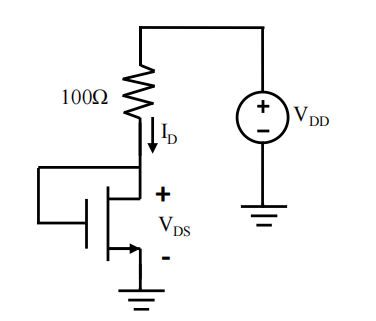 100Ω
I_D
+
−
V_DD
+
V_DS
-